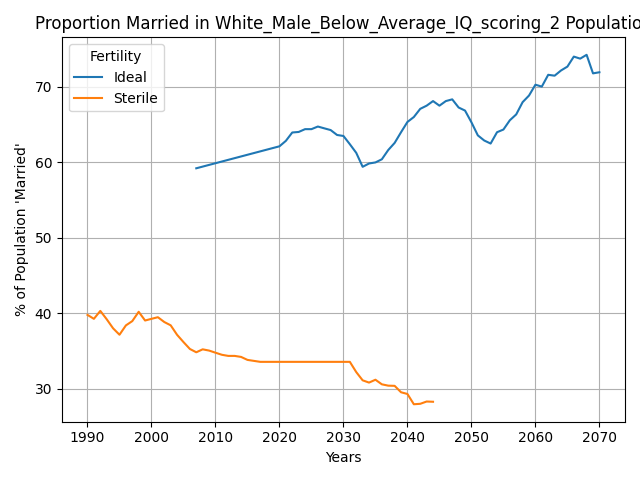 Proportion Married in White_Male_Below_Average_IQ_scoring_2 Populatio
Fertility
Ideal
Sterile
% of Population 'Married'
70
60
50
40
30
1990 2000 2010 2020 2030 2040 2050 2060 2070
Years